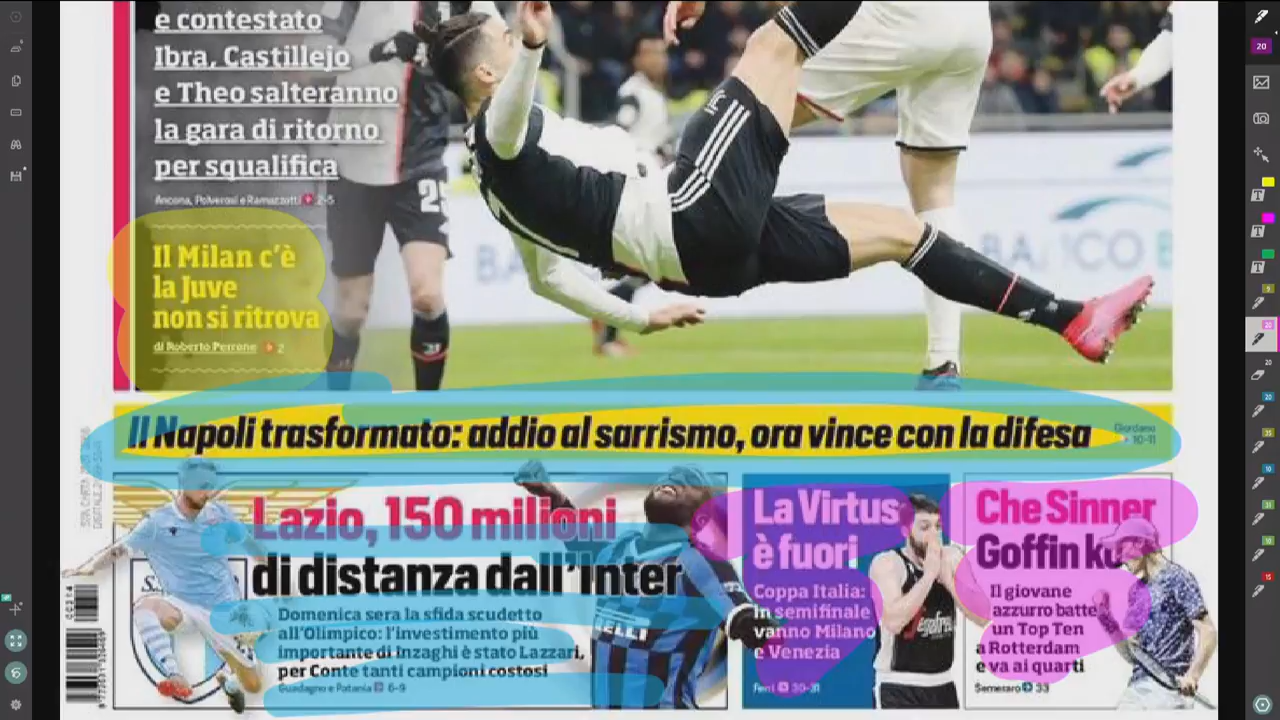 e contestato
Ibra, Castillejo
e Theo salteranno
la gara di ritorno
per squalifica
Ancona, Polverosi e Ramazzotti 2-5
Il Milan c'è
la Juve
non si ritrova
di Roberto Perrone 2
Il Napoli trasformato: addio al sarrismo, ora vince con la difesa
Giordano
10-11
Lazio, 150 milioni
di distanza dall'Inter
Domenica sera la sfida scudetto
all'Olimpico: l'investimento più
importante di Inzaghi è stato Lazzari,
per Conte tanti campioni costosi
Guadagno e Patania 6-9
La Virtus
è fuori
Coppa Italia:
in semifinale
vanno Milano
e Venezia
Ferri 30-31
Che Sinner
Goffin ko
Il giovane
azzurro batte
un Top Ten
a Rotterdam
e va ai quarti
Semeraro 33
20